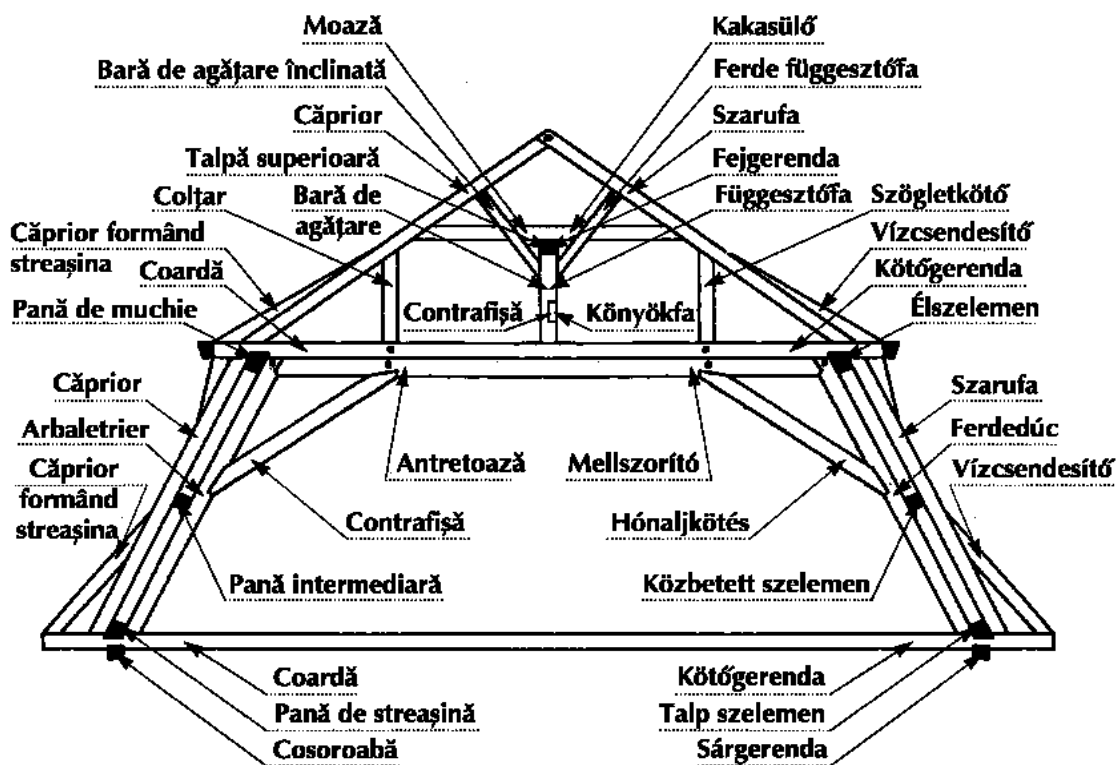 Moază
Kakasülő
Bară de agățare înclinată
Ferde függesztőfa
Căprior
Szarufa
Talpă superioară
Fejgerenda
Colțar
Bară de
agățare
Függesztőfa
Szögletkötő
Căprior formând
streașina
Vízcsendesítő
Coardă
Kötőgerenda
Pană de muchie
Contrafișă
Könyökfa
Élszelemen
Căprior
Szarufa
Arbaletrier
Ferdedúc
Căprior
formând
streașina
Antretoază
Mellszorító
Vízcsendesítő
Contrafișă
Hónaljkötés
Pană intermediară
Közbetett szelemen
Coardă
Kötőgerenda
Pană de streașină
Talp szelemen
Cosoroabă
Sárgerenda